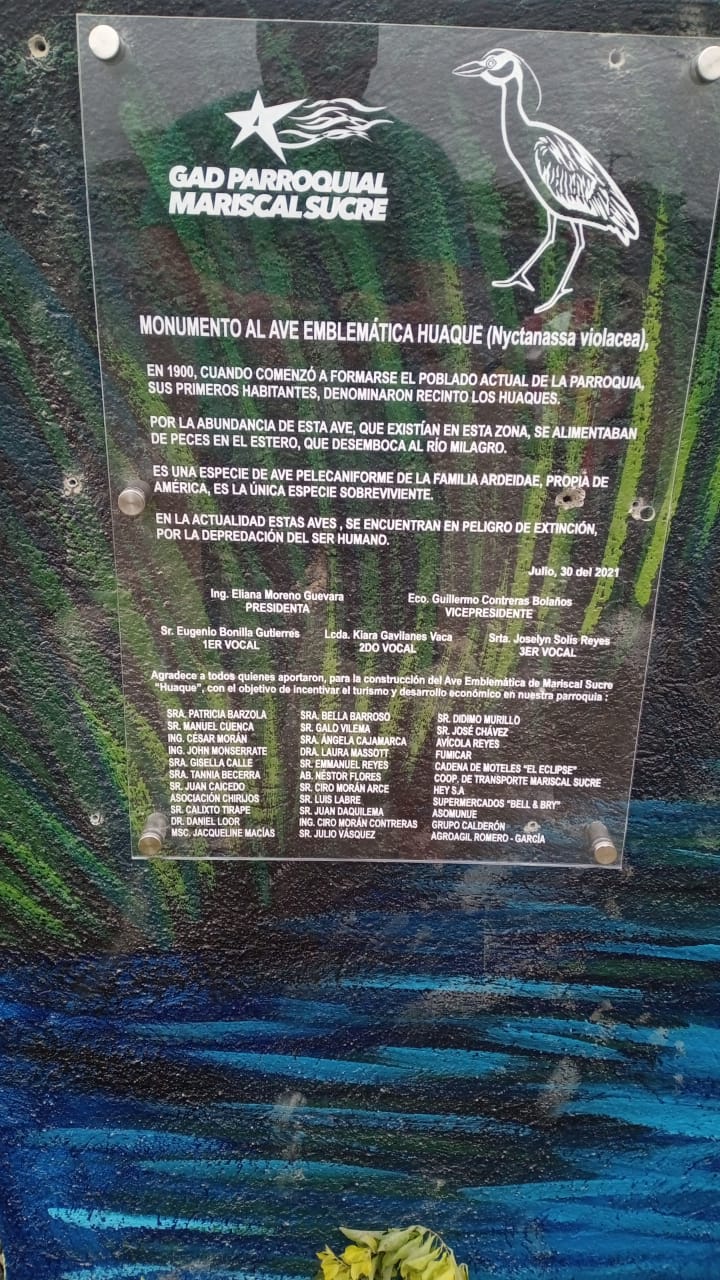 GAD PARROQUIAL
MARISCAL SUCRE
MONUMENTO AL AVE EMBLEMÁTICA HUAQUE (Nyctanassa violacea),
EN 1900, CUANDO COMENZÓ A FORMARSE EL POBLADO ACTUAL DE LA PARROQUIA,
SUS PRIMEROS HABITANTES, DENOMINARON RECINTO LOS HUAQUES.
POR LA ABUNDANCIA DE ESTA AVE, QUE EXISTÍAN EN ESTA ZONA, SE ALIMENTABAN
DE PECES EN EL ESTERO, QUE DESEMBOCA AL RÍO MILAGRO.
ES UNA ESPECIE DE AVE PELECANIFORME DE LA FAMILIA ARDEIDAE, PROPIA DE
AMÉRICA, ES LA ÚNICA ESPECIE SOBREVIVIENTE.
EN LA ACTUALIDAD ESTAS AVES , SE ENCUENTRAN EN PELIGRO DE EXTINCIÓN,
POR LA DEPREDACIÓN DEL SER HUMANO.
Julio, 30 del 2021
Ing. Eliana Moreno Guevara
PRESIDENTA
Eco. Guillermo Contreras Bolaños
VICEPRESIDENTE
Sr. Eugenio Bonilla Gutierres
1ER VOCAL
Lcda. Kiara Gavilanes Vaca
2DO VOCAL
Srta. Joselyn Solís Reyes
3ER VOCAL
Agradece a todos quienes aportaron, para la construcción del Ave Emblemática de Mariscal Sucre
"Huaque", con el objetivo de incentivar el turismo y desarrollo económico en nuestra parroquia :
SRA. PATRICIA BARZOLA
SR. MANUEL CUENCA
ING. CÉSAR MORÁN
ING. JOHN MONSERRATE
SRA. GISELLA CALLE
SRA. TANNIA BECERRA
SR. JUAN CAICEDO
ASOCIACIÓN CHIRIJOS
SR. CALIXTO TIRAPE
DR. DANIEL LOOR
MSC. JACQUELINE MACÍAS
SRA. BELLA BARROSO
SR. GALO VILEMA
SRA. ÁNGELA CAJAMARCA
DRA. LAURA MASSOTT
SR. EMMANUEL REYES
AB. NÉSTOR FLORES
SR. CIRO MORÁN ARCE
SR. LUIS LABRE
SR. JUAN DAQUILEMA
ING. CIRO MORÁN CONTRERAS
SR. JULIO VÁSQUEZ
SR. DIDIMO MURILLO
SR. JOSÉ CHÁVEZ
AVÍCOLA REYES
FUMICAR
CADENA DE MOTELES "EL ECLIPSE"
COOP. DE TRANSPORTE MARISCAL SUCRE
HEY S.A
SUPERMERCADOS "BELL & BRY"
ASOMUNUE
GRUPO CALDERÓN
AGROAGIL ROMERO - GARCÍA